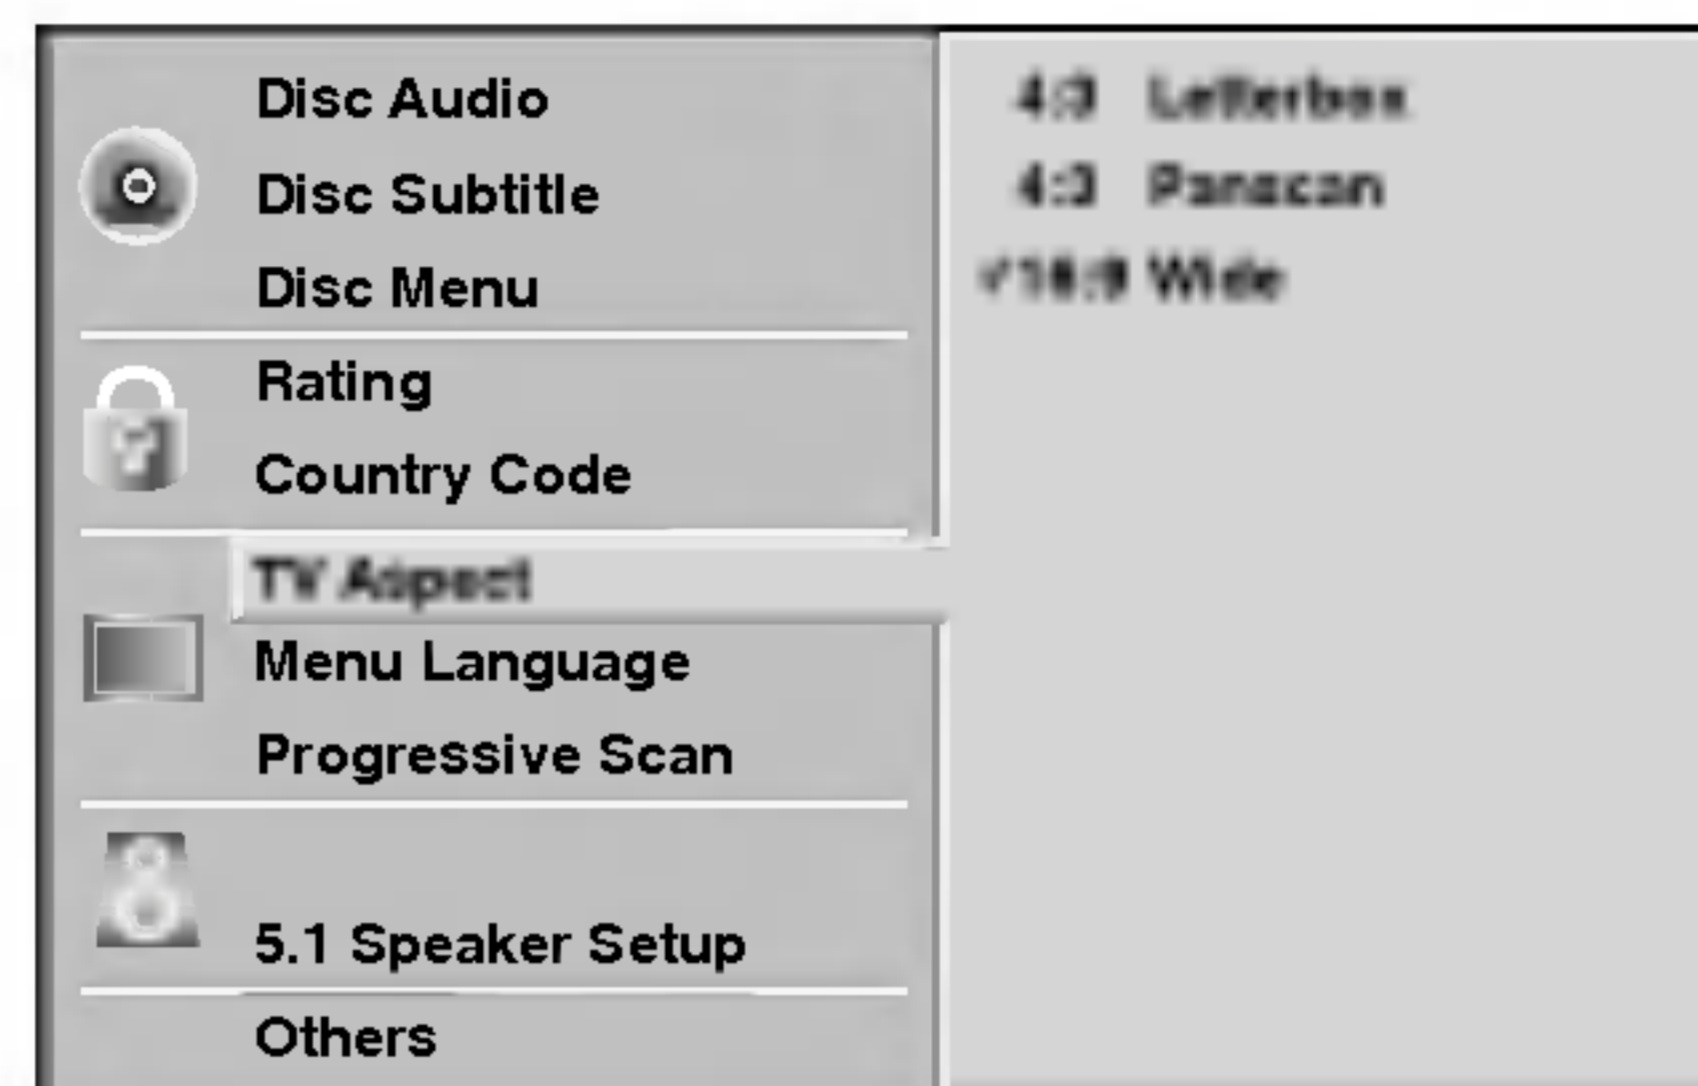 Disc Audio
Disc Subtitle
Disc Menu
Rating
Country Code
TV Aspect
Menu Language
Progressive Scan
5.1 Speaker Setup
Others
4:3 Letterbox
4:3 Panscan
✓16:9 Wide